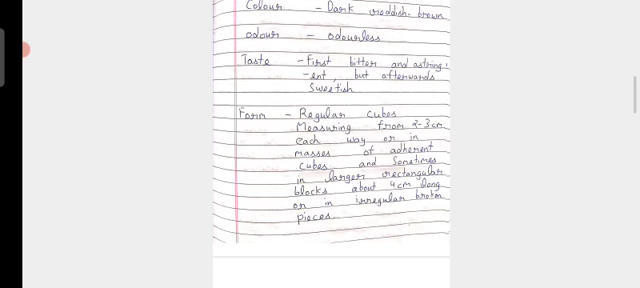 Colour - Dark reddish-brown
odour - odourless
Taste - First bitter and astring-
-ent, but afterwards
Sweetish
Form - Regular cubes
Measuring from 2-3 cm
each way or in
masses of adherent
cubes and Sometimes
in larger rectangular
blocks about 4cm long
or in irregular broken
pieces